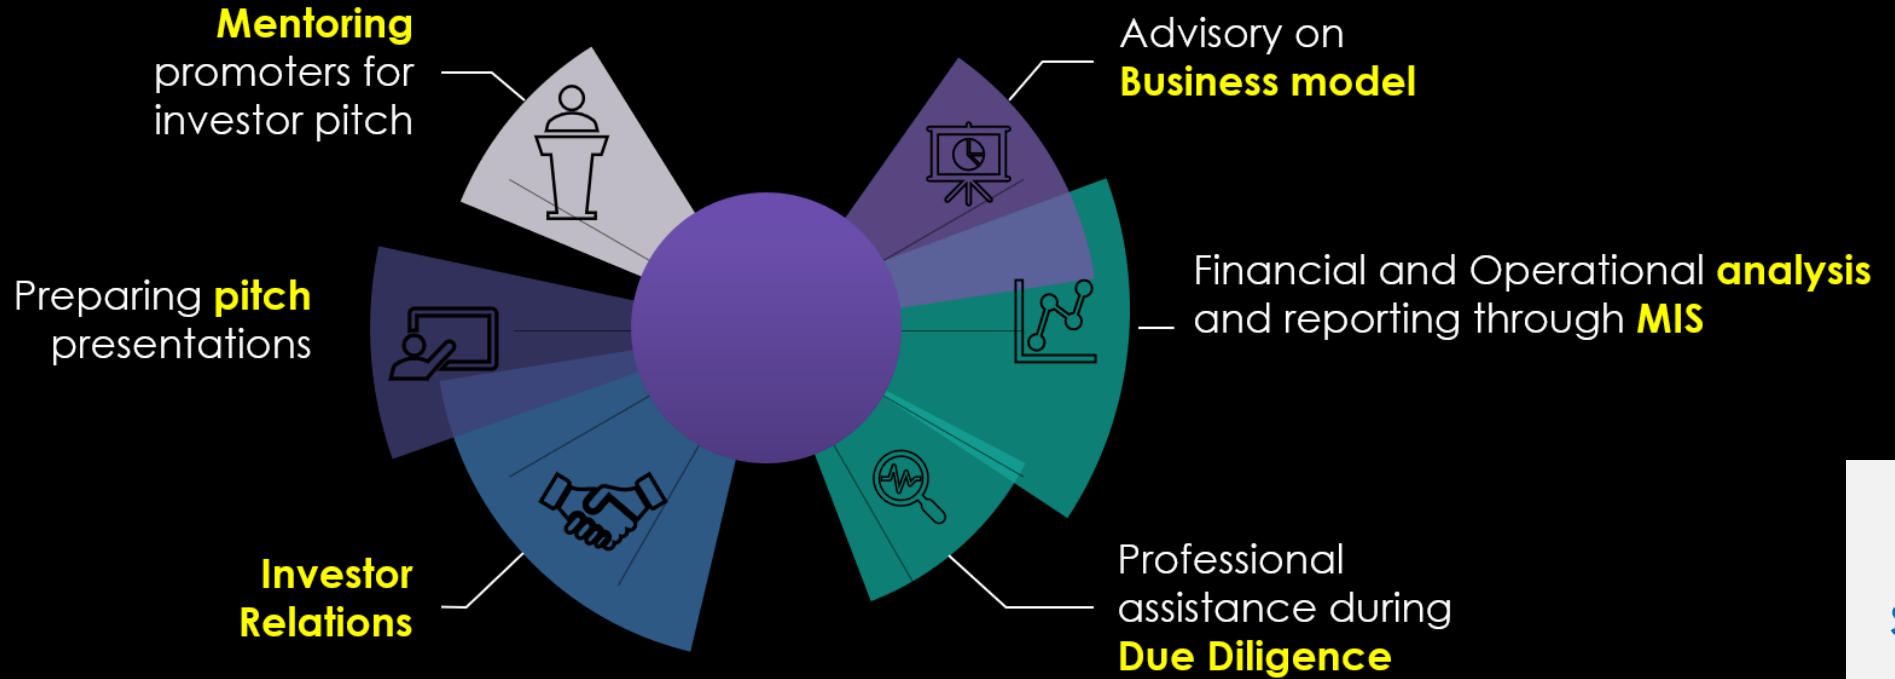 Mentoring
promoters for
investor pitch
Advisory on
Business model
Preparing pitch
presentations
Financial and Operational analysis
and reporting through MIS
Investor
Relations
Professional
assistance during
Due Diligence